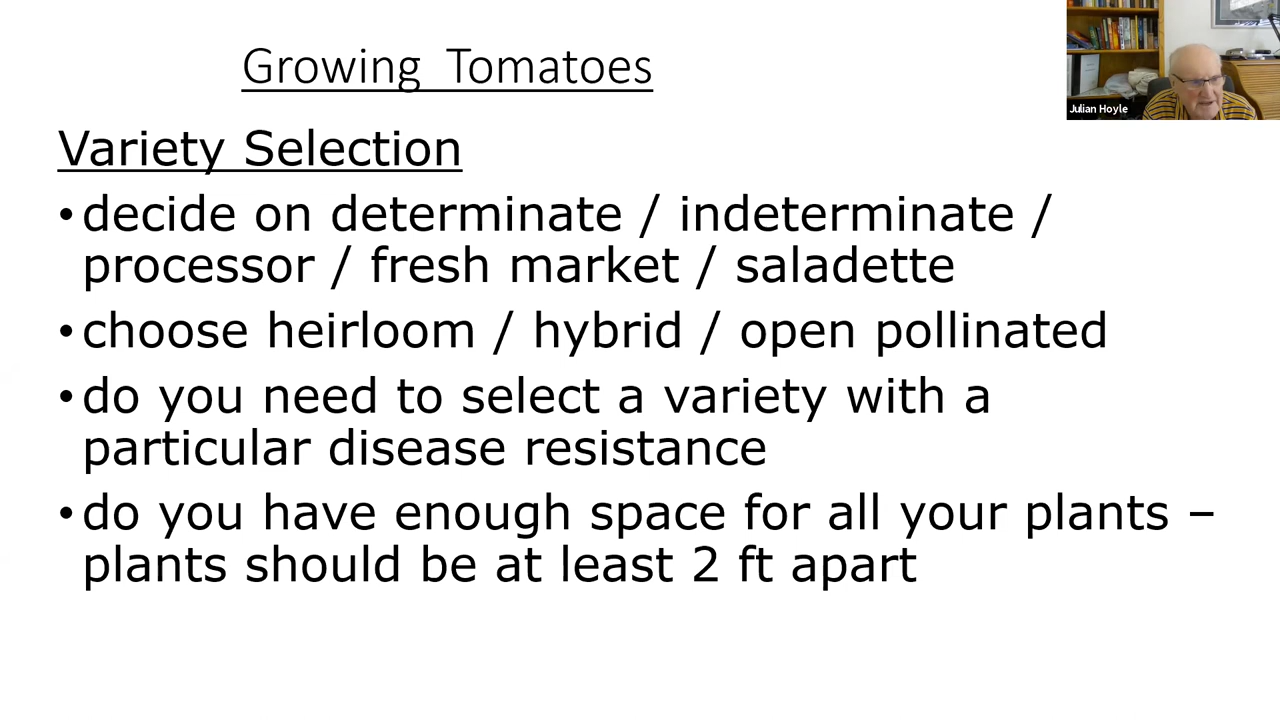 Growing Tomatoes
Julian Hoyle
Variety Selection
• decide on determinate / indeterminate /
processor / fresh market / saladette
• choose heirloom / hybrid / open pollinated
• do you need to select a variety with a
particular disease resistance
• do you have enough space for all your plants –
plants should be at least 2 ft apart